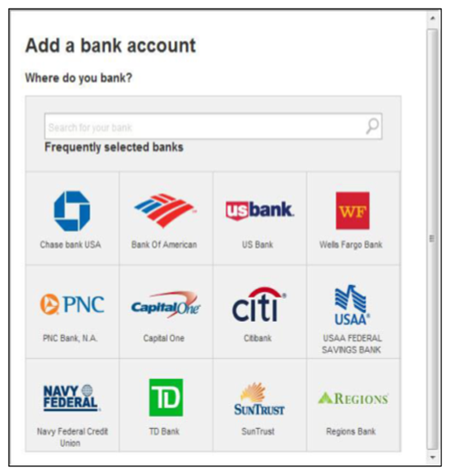 Add a bank account
Where do you bank?
Search for your bank
Frequently selected banks
usbank.
WF
Chase bank USA
Bank Of American
US Bank
Wells Fargo Bank
PNC
Capital One
citi
USAA®
PNC Bank, N.A.
Capital One
Citibank
USAA FEDERAL
SAVINGS BANK
NAVY
FEDERAL
TD
SUNTRUST
REGIONS
Navy Federal Credit
Union
TD Bank
SunTrust
Regions Bank